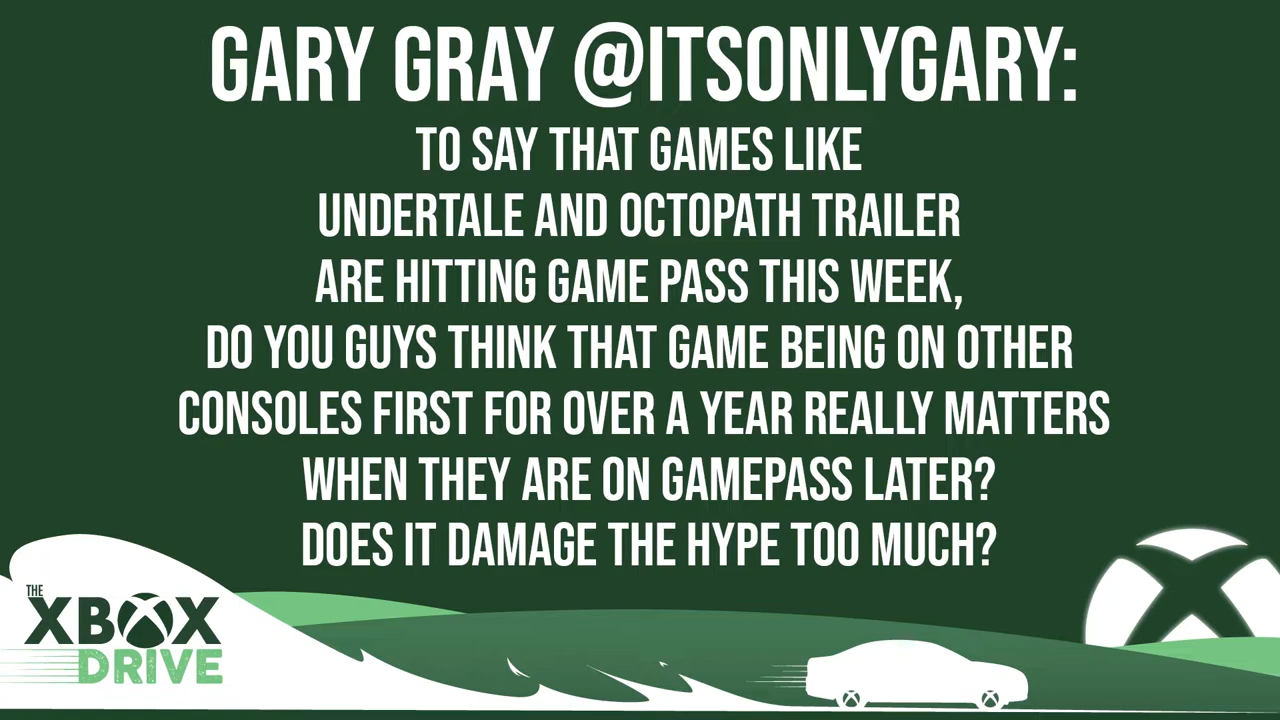 GARY GRAY @ITSONLYGARY:
TO SAY THAT GAMES LIKE
UNDERTALE AND OCTOPATH TRAILER
ARE HITTING GAME PASS THIS WEEK,
DO YOU GUYS THINK THAT GAME BEING ON OTHER
CONSOLES FIRST FOR OVER A YEAR REALLY MATTERS
WHEN THEY ARE ON GAMEPASS LATER?
DOES IT DAMAGE THE HYPE TOO MUCH?
THE
XBOX
DRIVE